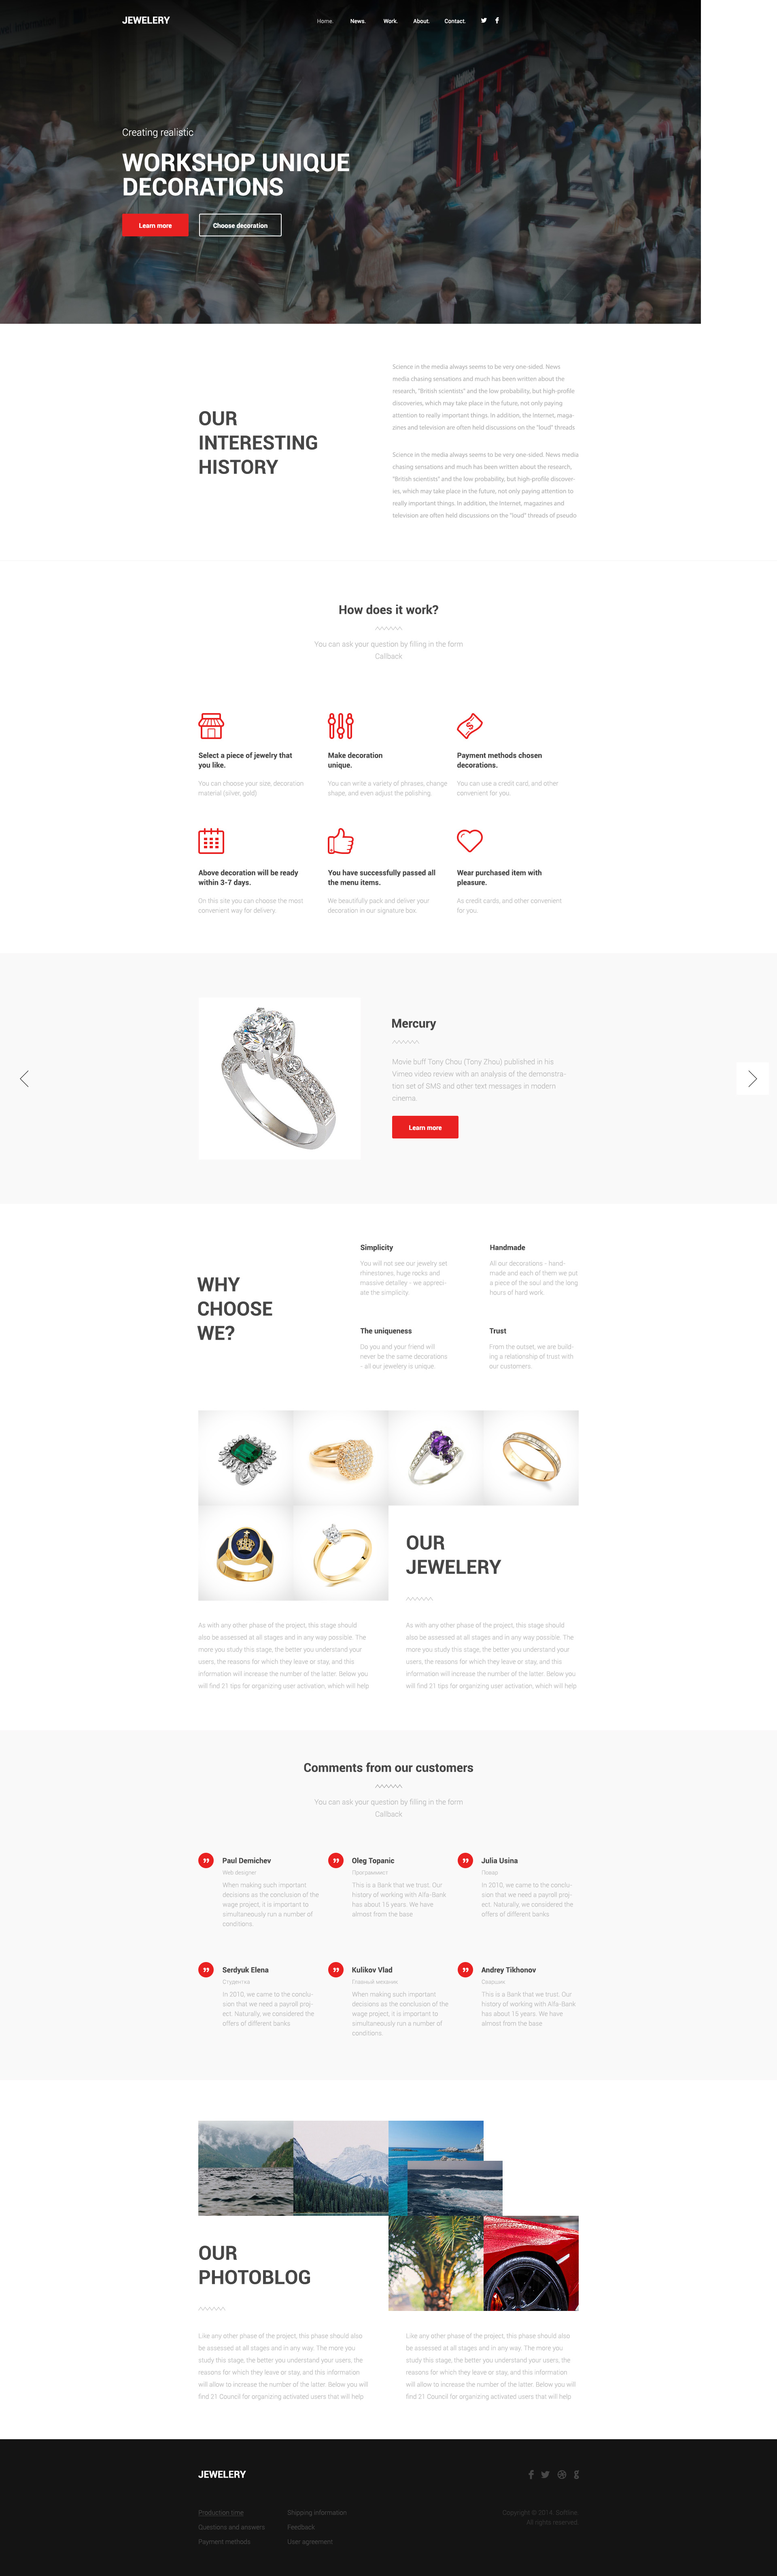 JEWELERY
Home. News. Work. About. Contact.
Creating realistic
WORKSHOP UNIQUE
DECORATIONS
Learn more
Choose decoration
OUR
INTERESTING
HISTORY
Science in the media always seems to be very one-sided. News
media chasing sensations and much has been written about the
research, "British scientists" and the low probability, but high-profile
discoveries, which may take place in the future, not only paying
attention to really important things. In addition, the Internet, maga-
zines and television are often held discussions on the "loud" threads
Science in the media always seems to be very one-sided. News media
chasing sensations and much has been written about the research,
"British scientists" and the low probability, but high-profile discover-
ies, which may take place in the future, not only paying attention to
really important things. In addition, the Internet, magazines and
television are often held discussions on the "loud" threads of pseudo
How does it work?
You can ask your question by filling in the form
Callback
Select a piece of jewelry that
you like.
You can choose your size, decoration
material (silver, gold)
Make decoration
unique.
You can write a variety of phrases, change
shape, and even adjust the polishing.
Payment methods chosen
decorations.
You can use a credit card, and other
convenient for you.
Above decoration will be ready
within 3-7 days.
On this site you can choose the most
convenient way for delivery.
You have successfully passed all
the menu items.
We beautifully pack and deliver your
decoration in our signature box.
Wear purchased item with
pleasure.
As credit cards, and other convenient
for you.
Mercury
Movie buff Tony Chou (Tony Zhou) published in his
Vimeo video review with an analysis of the demonstra-
tion set of SMS and other text messages in modern
cinema.
Learn more
WHY
CHOOSE
WE?
Simplicity
You will not see our jewelry set
rhinestones, huge rocks and
massive detailey - we appreci-
ate the simplicity.
Handmade
All our decorations - hand-
made and each of them we put
a piece of the soul and the long
hours of hard work
The uniqueness
Do you and your friend will
never be the same decorations
- all our jewelery is unique.
Trust
From the outset, we are build-
ing a relationship of trust with
our customers.
OUR
JEWELERY
As with any other phase of the project, this stage should
also be assessed at all stages and in any way possible. The
more you study this stage, the better you understand your
users, the reasons for which they leave or stay, and this
information will increase the number of the latter. Below you
will find 21 tips for organizing user activation, which will help
As with any other phase of the project, this stage should
also be assessed at all stages and in any way possible. The
more you study this stage, the better you understand your
users, the reasons for which they leave or stay, and this
information will increase the number of the latter. Below you
will find 21 tips for organizing user activation, which will help
Comments from our customers
You can ask your question by filling in the form
Callback
Paul Demichev
Web designer
When making such important
decisions as the conclusion of the
wage project, it is important to
simultaneously run a number of
conditions.
Oleg Topanic
Программист
This is a Bank that we trust. Our
history of working with Alfa-Bank
has about 15 years. We have
almost from the base
Julia Usina
Повар
In 2010, we came to the conclu-
sion that we need a payroll proj-
ect. Naturally, we considered the
offers of different banks
Serdyuk Elena
Студентка
In 2010, we came to the conclu-
sion that we need a payroll proj-
ect. Naturally, we considered the
offers of different banks
Kulikov Vlad
Главный механик
When making such important
decisions as the conclusion of the
wage project, it is important to
simultaneously run a number of
conditions.
Andrey Tikhonov
Сварщик
This is a Bank that we trust. Our
history of working with Alfa-Bank
has about 15 years. We have
almost from the base
OUR
PHOTOBLOG
Like any other phase of the project, this phase should also
be assessed at all stages and in any way. The more you
study this stage, the better you understand your users, the
reasons for which they leave or stay, and this information
will allow to increase the number of the latter. Below you will
find 21 Council for organizing activated users that will help
Like any other phase of the project, this phase should also
be assessed at all stages and in any way. The more you
study this stage, the better you understand your users, the
reasons for which they leave or stay, and this information
will allow to increase the number of the latter. Below you will
find 21 Council for organizing activated users that will help
JEWELERY
Production time
Questions and answers
Payment methods
Shipping information
Feedback
User agreement
Copyright © 2014.
All rights reserved.